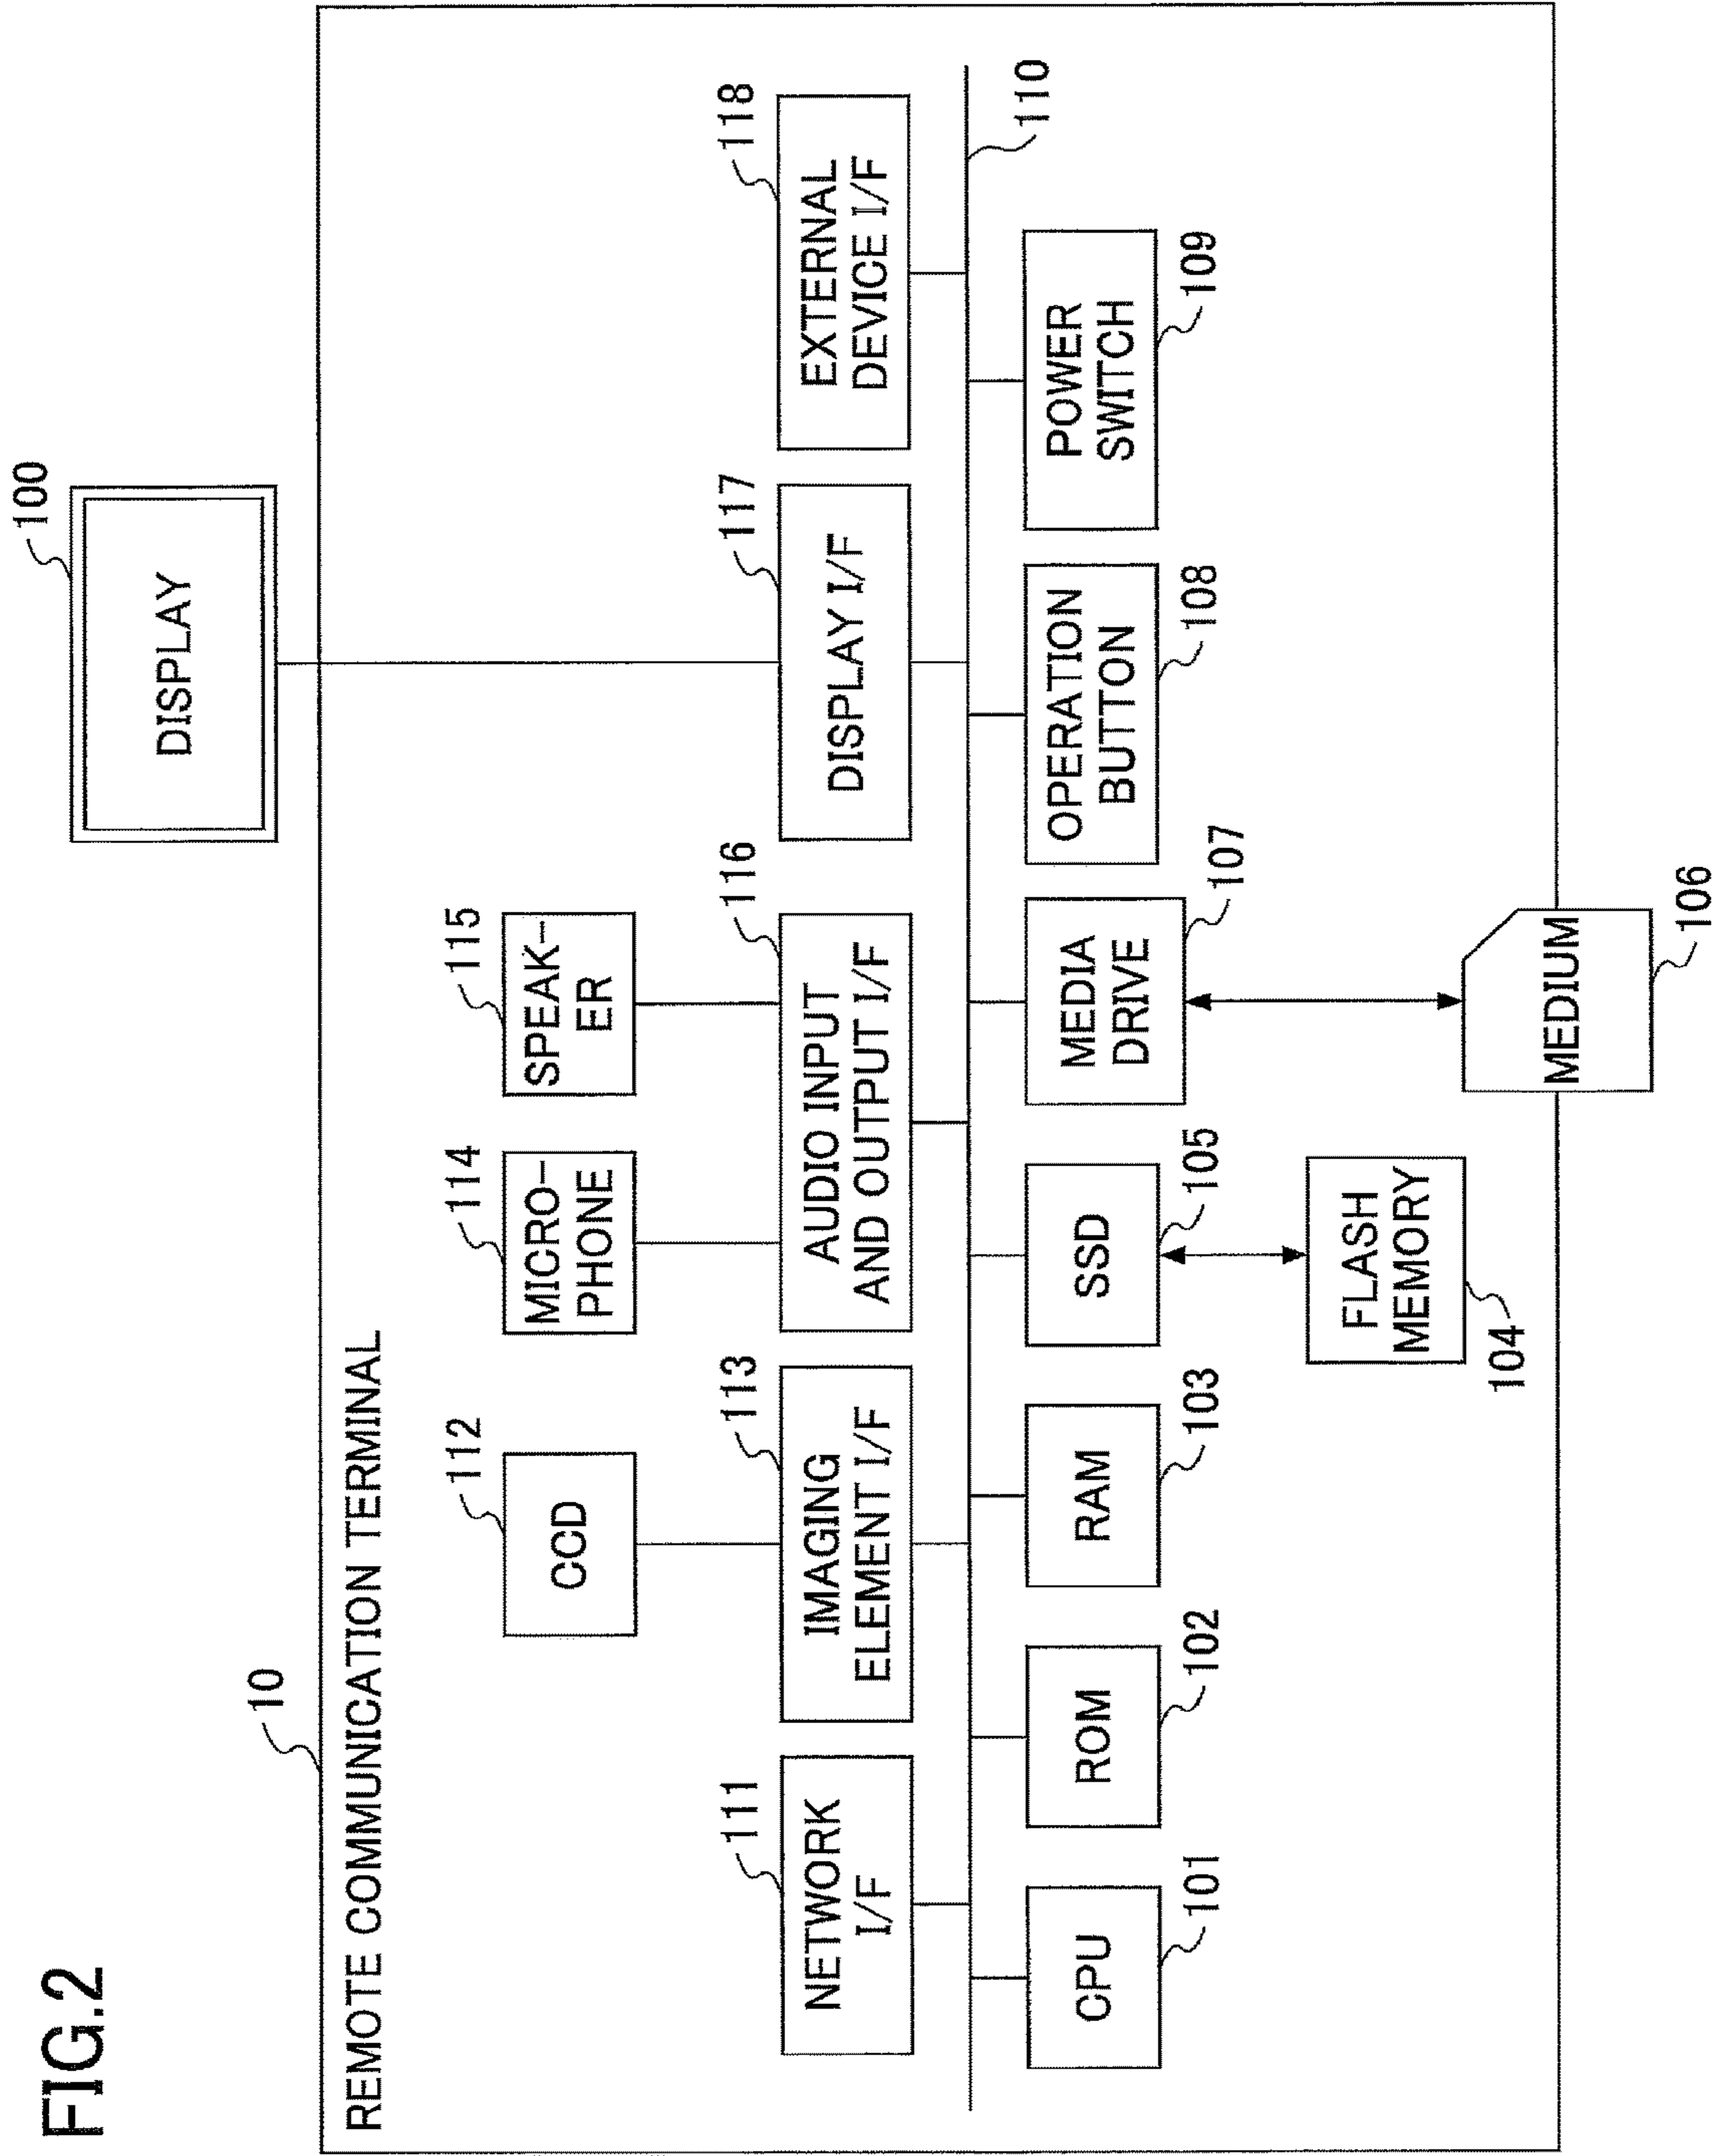 FIG.2
100
DISPLAY
10
REMOTE COMMUNICATION TERMINAL
112
CCD
114
MICRO-
PHONE
115
SPEAK-
ER
111
NETWORK
I/F
113
IMAGING
ELEMENT I/F
116
AUDIO INPUT
AND OUTPUT I/F
117
DISPLAY I/F
118
EXTERNAL
DEVICE I/F
110
CPU
101
ROM
102
RAM
103
SSD
105
MEDIA
DRIVE
107
OPERATION
BUTTON
108
POWER
SWITCH
109
FLASH
MEMORY
104
MEDIUM
106